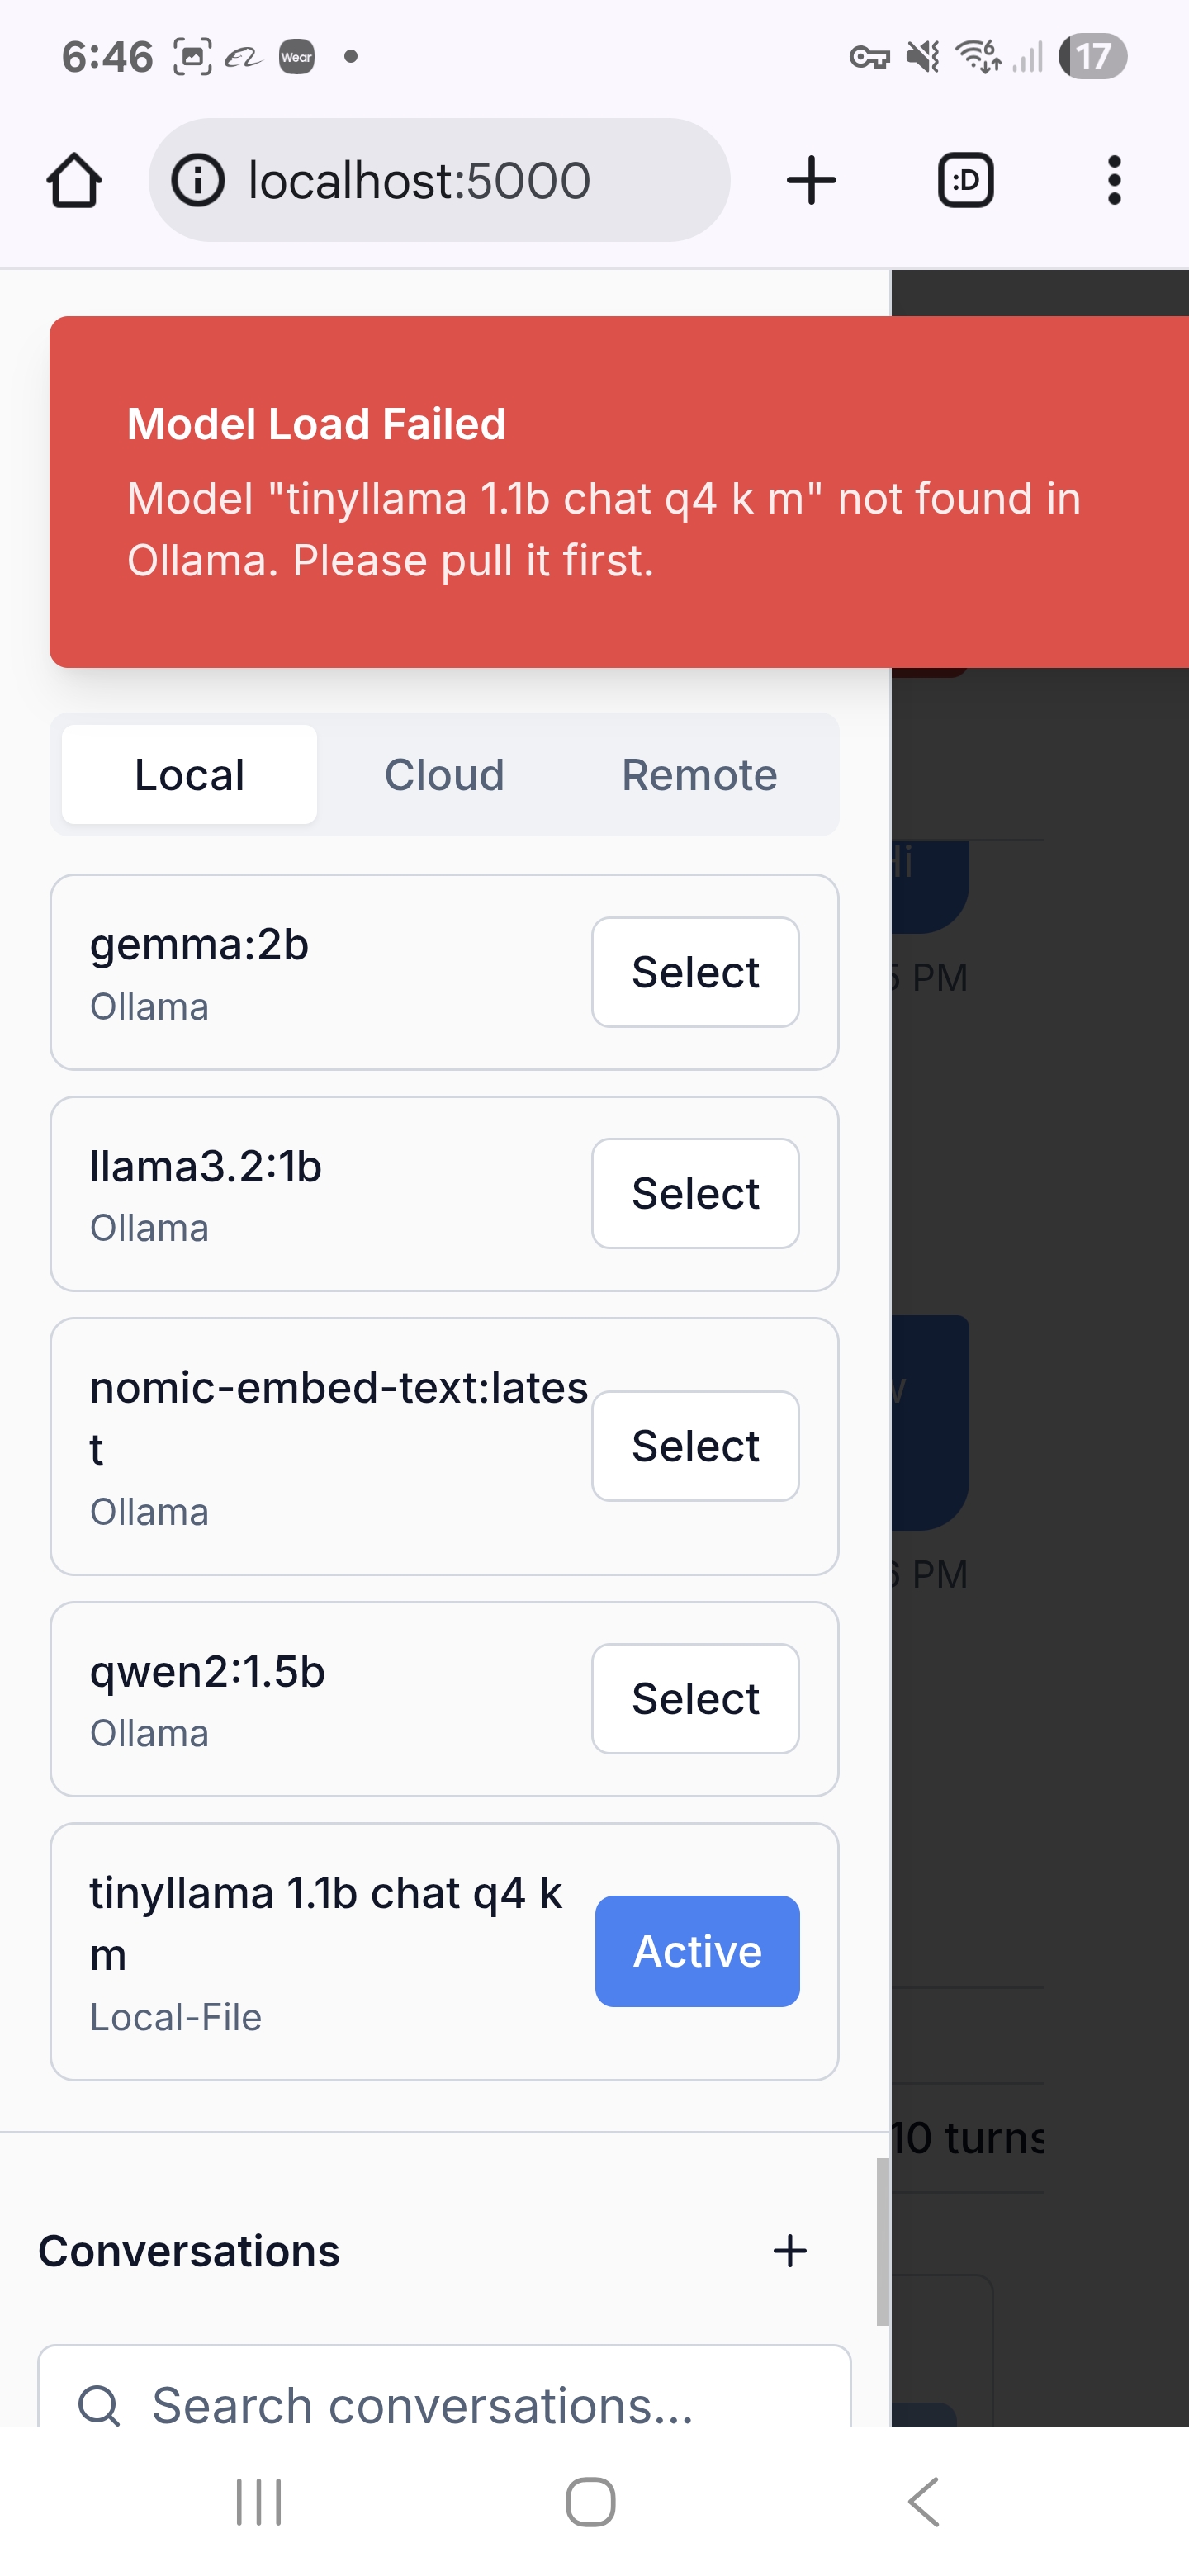 6:46
Wear
17
localhost:5000
:D
Model Load Failed
Model "tinyllama 1.1b chat q4 k m" not found in
Ollama. Please pull it first.
Local
Cloud
Remote
gemma:2b
Ollama
Select
Hi
5 PM
llama3.2:1b
Ollama
Select
nomic-embed-text:lates
t
Ollama
Select
6 PM
qwen2:1.5b
Ollama
Select
tinyllama 1.1b chat q4 k
m
Local-File
Active
10 turns
Conversations
Search conversations...